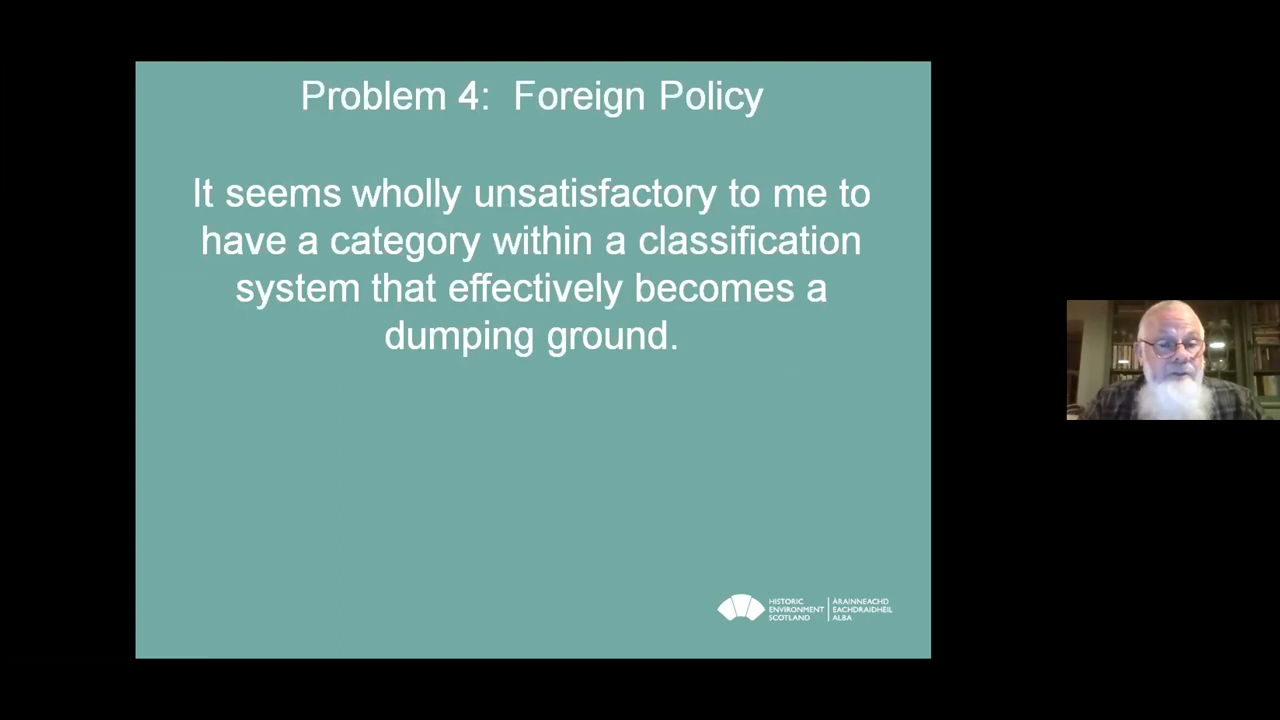 Problem 4:  Foreign Policy
It seems wholly unsatisfactory to me to
have a category within a classification
system that effectively becomes a
dumping ground.
HISTORIC
ENVIRONMENT
SCOTLAND
ÀRAINNEACHD
EACHDRAIDHEIL
ALBA